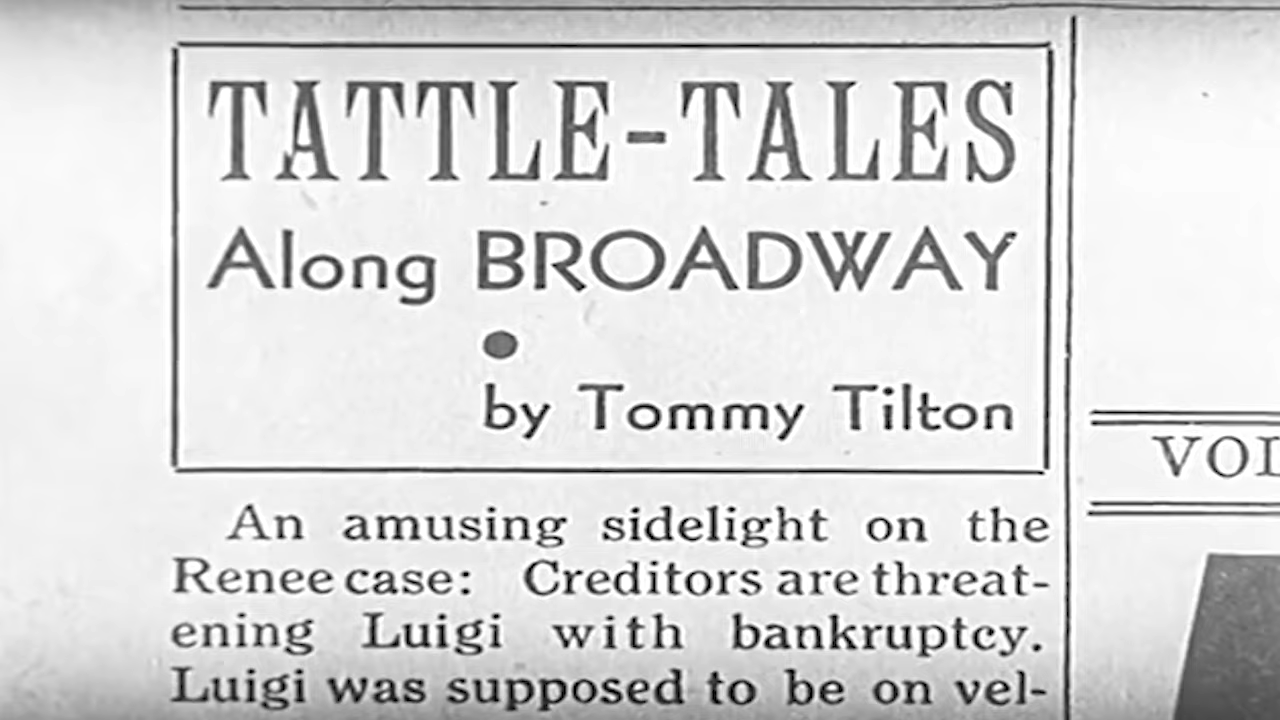 TATTLE-TALES
Along BROADWAY
by Tommy Tilton
An amusing sidelight on the
Renee case: Creditors are threat-
ening Luigi with bankruptcy.
Luigi was supposed to be on vel-